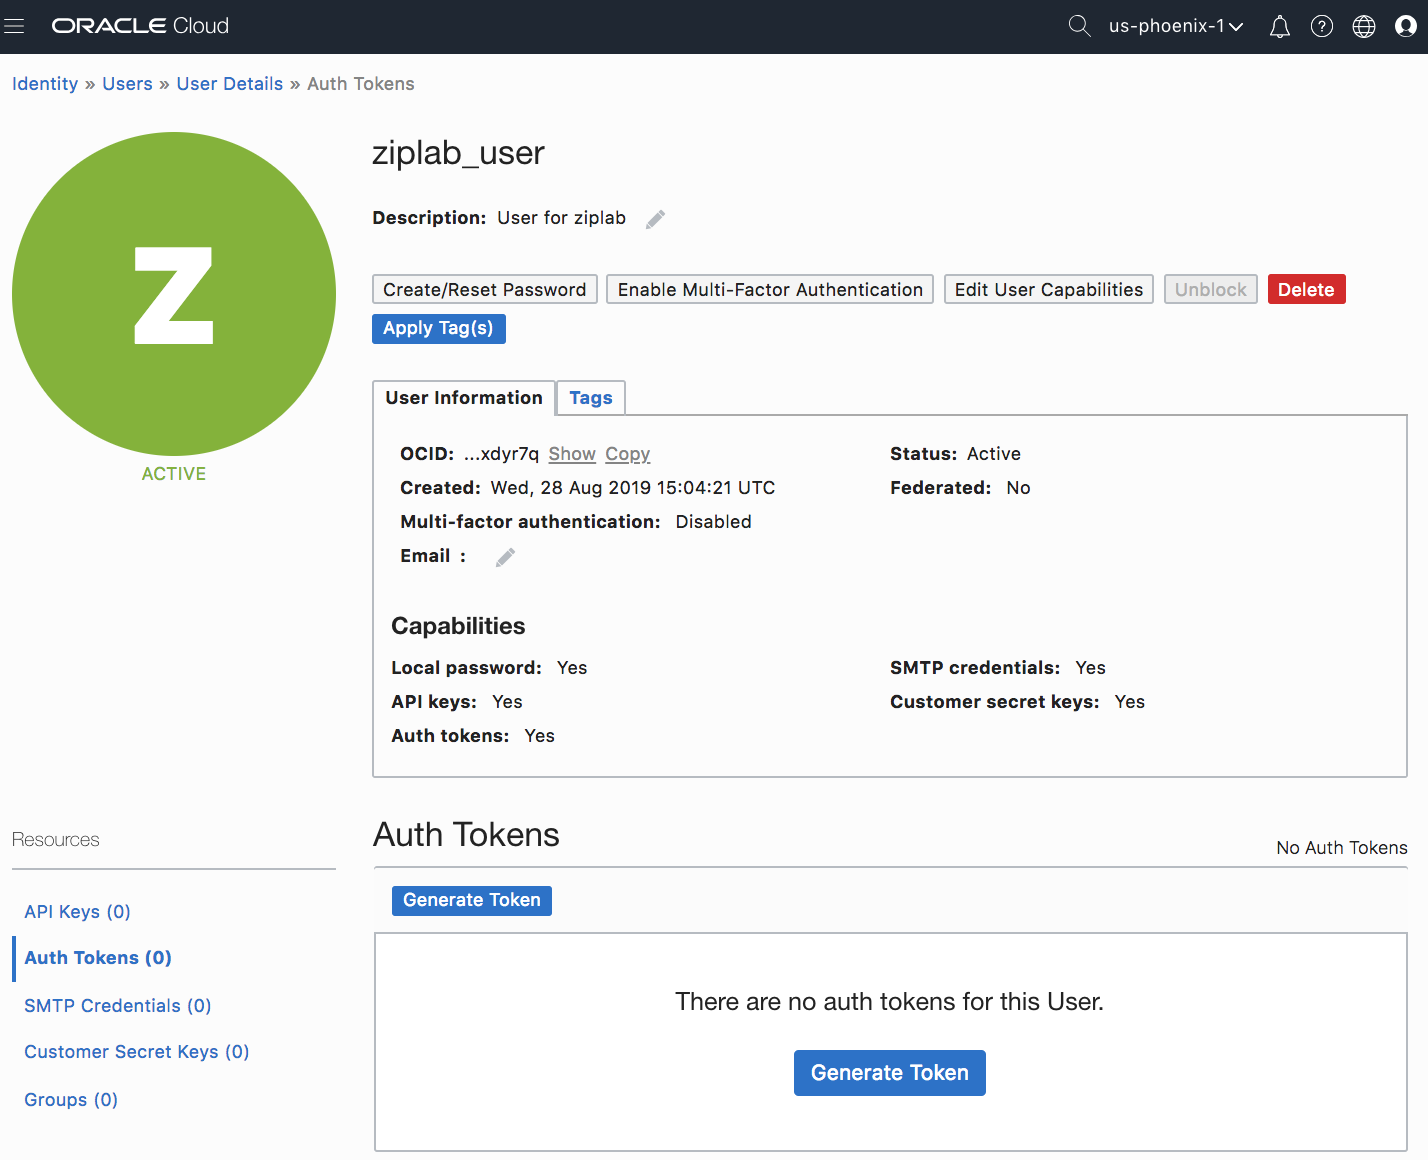 ORACLE Cloud
us-phoenix-1
Identity » Users » User Details » Auth Tokens
Z
ACTIVE
ziplab_user
Description: User for ziplab
Create/Reset Password Enable Multi-Factor Authentication Edit User Capabilities Unblock Delete
Apply Tag(s)
User Information Tags
OCID: ...xdyr7q Show Copy
Status: Active
Created: Wed, 28 Aug 2019 15:04:21 UTC
Federated: No
Multi-factor authentication: Disabled
Email :
Capabilities
Local password: Yes
SMTP credentials: Yes
API keys: Yes
Customer secret keys: Yes
Auth tokens: Yes
Resources
API Keys (0)
Auth Tokens (0)
SMTP Credentials (0)
Customer Secret Keys (0)
Groups (0)
Auth Tokens
No Auth Tokens
Generate Token
There are no auth tokens for this User.
Generate Token